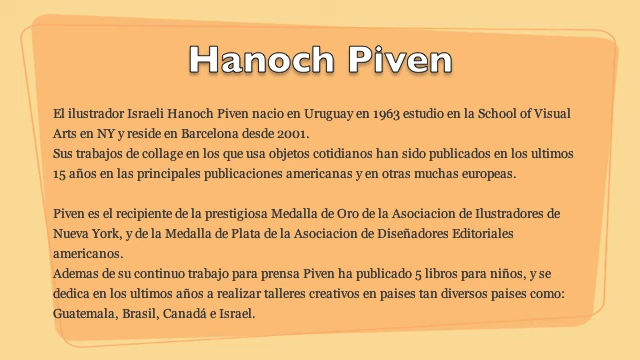 Hanoch Piven
El ilustrador Israeli Hanoch Piven nacio en Uruguay en 1963 estudio en la School of Visual
Arts en NY y reside en Barcelona desde 2001.
Sus trabajos de collage en los que usa objetos cotidianos han sido publicados en los ultimos
15 años en las principales publicaciones americanas y en otras muchas europeas.
Piven es el recipiente de la prestigiosa Medalla de Oro de la Asociacion de Ilustradores de
Nueva York, y de la Medalla de Plata de la Asociacion de Diseñadores Editoriales
americanos.
Ademas de su continuo trabajo para prensa Piven ha publicado 5 libros para niños, y se
dedica en los ultimos años a realizar talleres creativos en paises tan diversos paises como:
Guatemala, Brasil, Canadá e Israel.